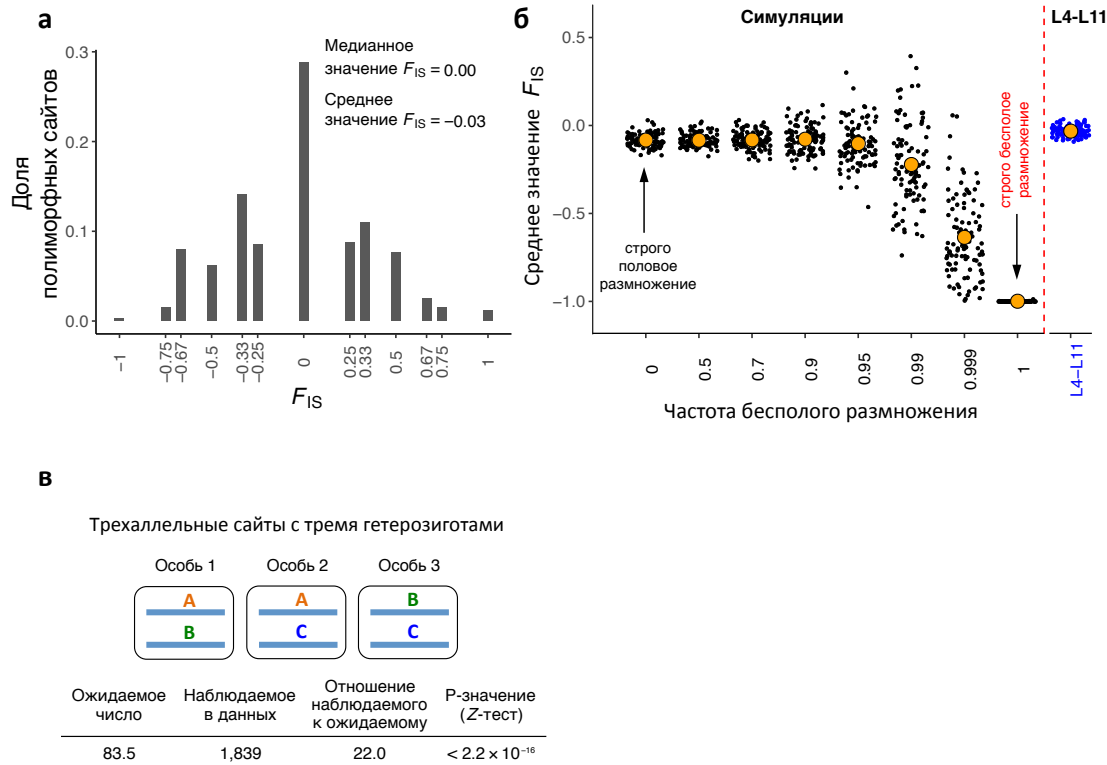 а
Доля
полиморфных сайтов
0.3
0.2
0.1
0.0
Медианное
значение FIS = 0.00
Среднее
значение FIS = −0.03
−1
−0.75
−0.67
−0.5
−0.33
−0.25
0
0.25
0.33
0.5
0.67
0.75
1
FIS
б
Симуляции
L4-L11
Среднее значение FIS
0.5
0.0
−0.5
−1.0
строго
половое
размножение
строго бесполое
размножение
0
0.5
0.7
0.9
0.95
0.99
0.999
1
L4–L11
Частота бесполого размножения
в
Трехаллельные сайты с тремя гетерозиготами
Особь 1 Особь 2 Особь 3
A A B
B C C
Ожидаемое число
Наблюдаемое в данных
Отношение наблюдаемого к ожидаемому
P-значение (Z-тест)
83.5 1,839 22.0 < 2.2 × 10⁻¹⁶